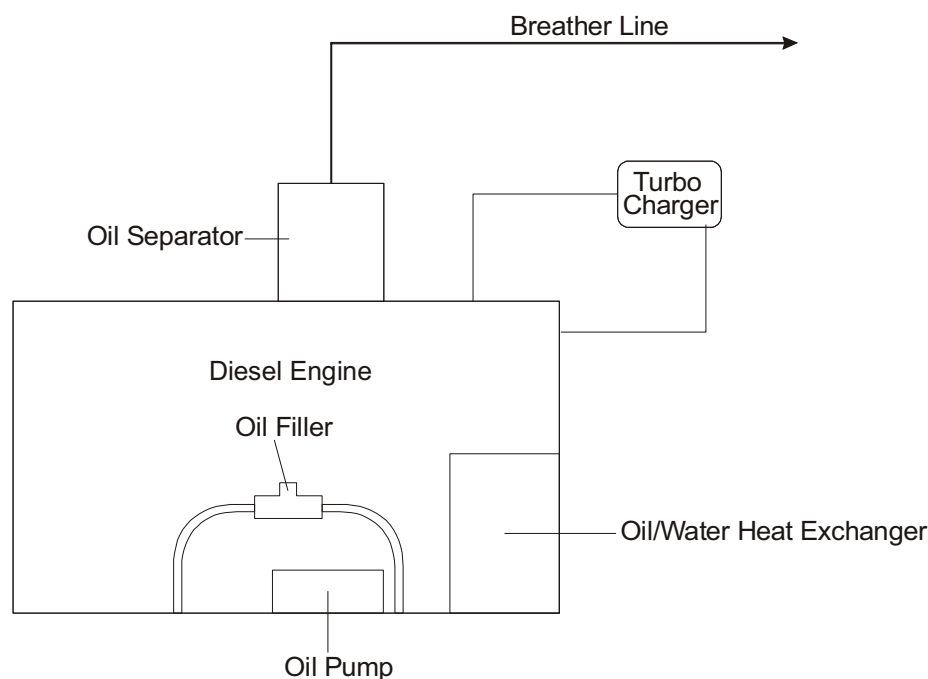 Breather Line
Turbo
Charger
Oil Separator
Diesel Engine
Oil Filler
Oil/Water Heat Exchanger
Oil Pump